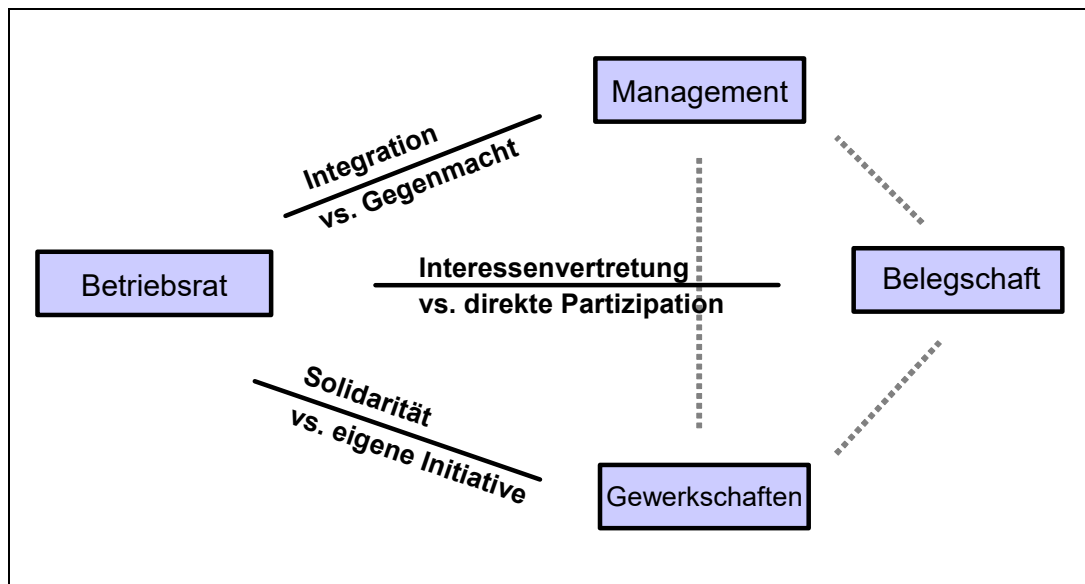 Management
Integration
vs. Gegenmacht
Betriebsrat
Interessenvertretung
vs. direkte Partizipation
Belegschaft
Solidarität
vs. eigene Initiative
Gewerkschaften